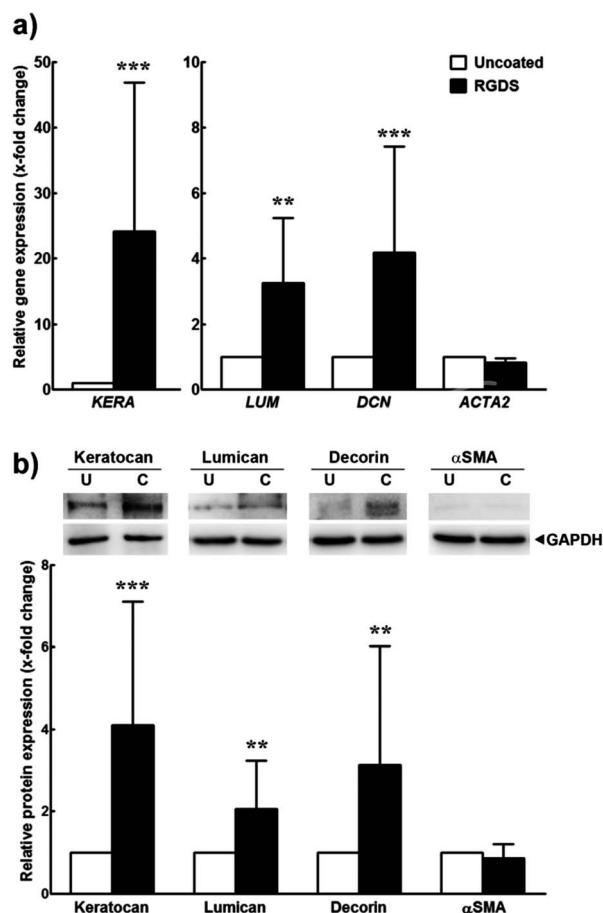 a)
Relative gene expression (x-fold change)
50
40
30
20
10
0
***
KERA
10
8
6
4
2
0
**
***
LUM
DCN
ACTA2
Uncoated
RGDS
b)
Keratocan Lumican Decorin αSMA
U C U C U C U C
GAPDH
Relative protein expression (x-fold change)
8
6
4
2
0
***
**
**
Keratocan Lumican Decorin αSMA